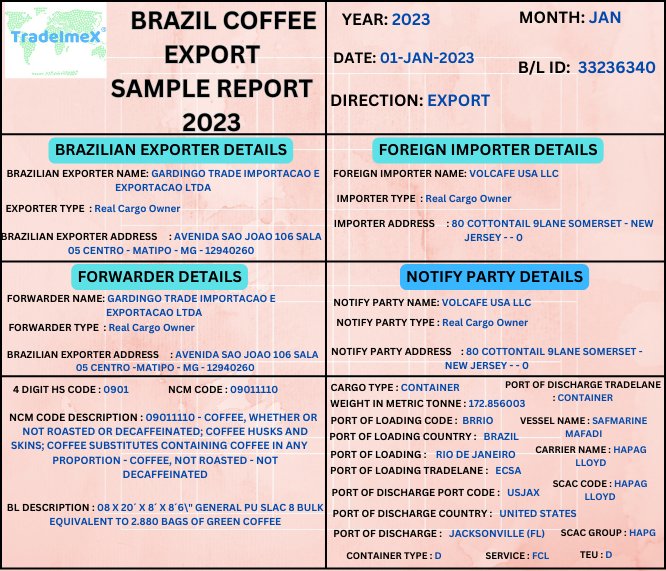 TradeImeX
BRAZIL COFFEE
EXPORT
SAMPLE REPORT
2023
YEAR: 2023
MONTH: JAN
DATE: 01-JAN-2023
B/L ID: 33236340
DIRECTION: EXPORT
BRAZILIAN EXPORTER DETAILS
BRAZILIAN EXPORTER NAME: GARDINGO TRADE IMPORTACAO E
EXPORTACAO LTDA
EXPORTER TYPE : Real Cargo Owner
BRAZILIAN EXPORTER ADDRESS : AVENIDA SAO JOAO 106 SALA
05 CENTRO - MATIPO - MG - 12940260
FOREIGN IMPORTER DETAILS
FOREIGN IMPORTER NAME: VOLCAFE USA LLC
IMPORTER TYPE : Real Cargo Owner
IMPORTER ADDRESS : 80 COTTONTAIL 9LANE SOMERSET - NEW
JERSEY - - 0
FORWARDER DETAILS
FORWARDER NAME: GARDINGO TRADE IMPORTACAO E
EXPORTACAO LTDA
FORWARDER TYPE : Real Cargo Owner
BRAZILIAN EXPORTER ADDRESS : AVENIDA SAO JOAO 106 SALA
05 CENTRO -MATIPO - MG - 12940260
NOTIFY PARTY DETAILS
NOTIFY PARTY NAME: VOLCAFE USA LLC
NOTIFY PARTY TYPE : Real Cargo Owner
NOTIFY PARTY ADDRESS : 80 COTTONTAIL 9LANE SOMERSET -
NEW JERSEY - - 0
4 DIGIT HS CODE : 0901 NCM CODE : 09011110
NCM CODE DESCRIPTION : 09011110 - COFFEE, WHETHER OR
NOT ROASTED OR DECAFFEINATED; COFFEE HUSKS AND
SKINS; COFFEE SUBSTITUTES CONTAINING COFFEE IN ANY
PROPORTION - COFFEE, NOT ROASTED - NOT
DECAFFEINATED
BL DESCRIPTION : 08 X 20´ X 8´ X 8´6\" GENERAL PU SLAC 8 BULK
EQUIVALENT TO 2.880 BAGS OF GREEN COFFEE
CARGO TYPE : CONTAINER
WEIGHT IN METRIC TONNE : 172.856003
PORT OF LOADING CODE : BRRIO
PORT OF LOADING COUNTRY : BRAZIL
PORT OF LOADING : RIO DE JANEIRO
PORT OF LOADING TRADELANE : ECSA
PORT OF DISCHARGE PORT CODE : USJAX
PORT OF DISCHARGE COUNTRY : UNITED STATES
PORT OF DISCHARGE : JACKSONVILLE (FL)
PORT OF DISCHARGE TRADELANE
: CONTAINER
VESSEL NAME : SAFMARINE
MAFADI
CARRIER NAME : HAPAG
LLOYD
SCAC CODE : HAPAG
LLOYD
SCAC GROUP : HAPG
CONTAINER TYPE : D SERVICE : FCL TEU : D